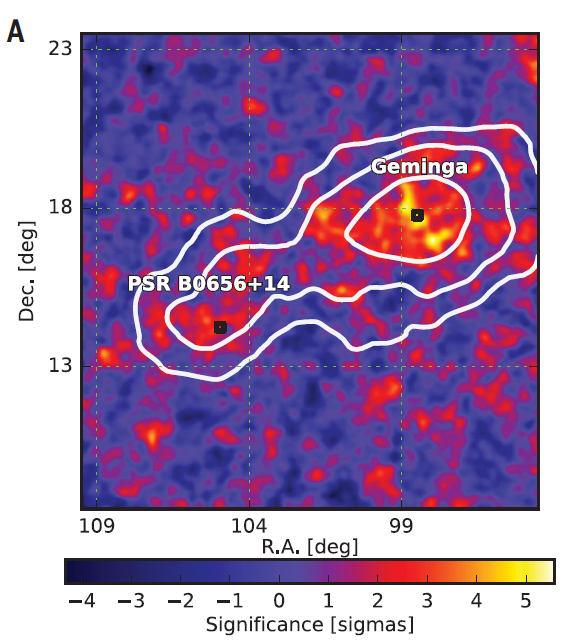 A
23
18
13
Dec. [deg]
Geminga
PSR B0656+14
109 104 99
R.A. [deg]
−4 −3 −2 −1 0 1 2 3 4 5
Significance [sigmas]